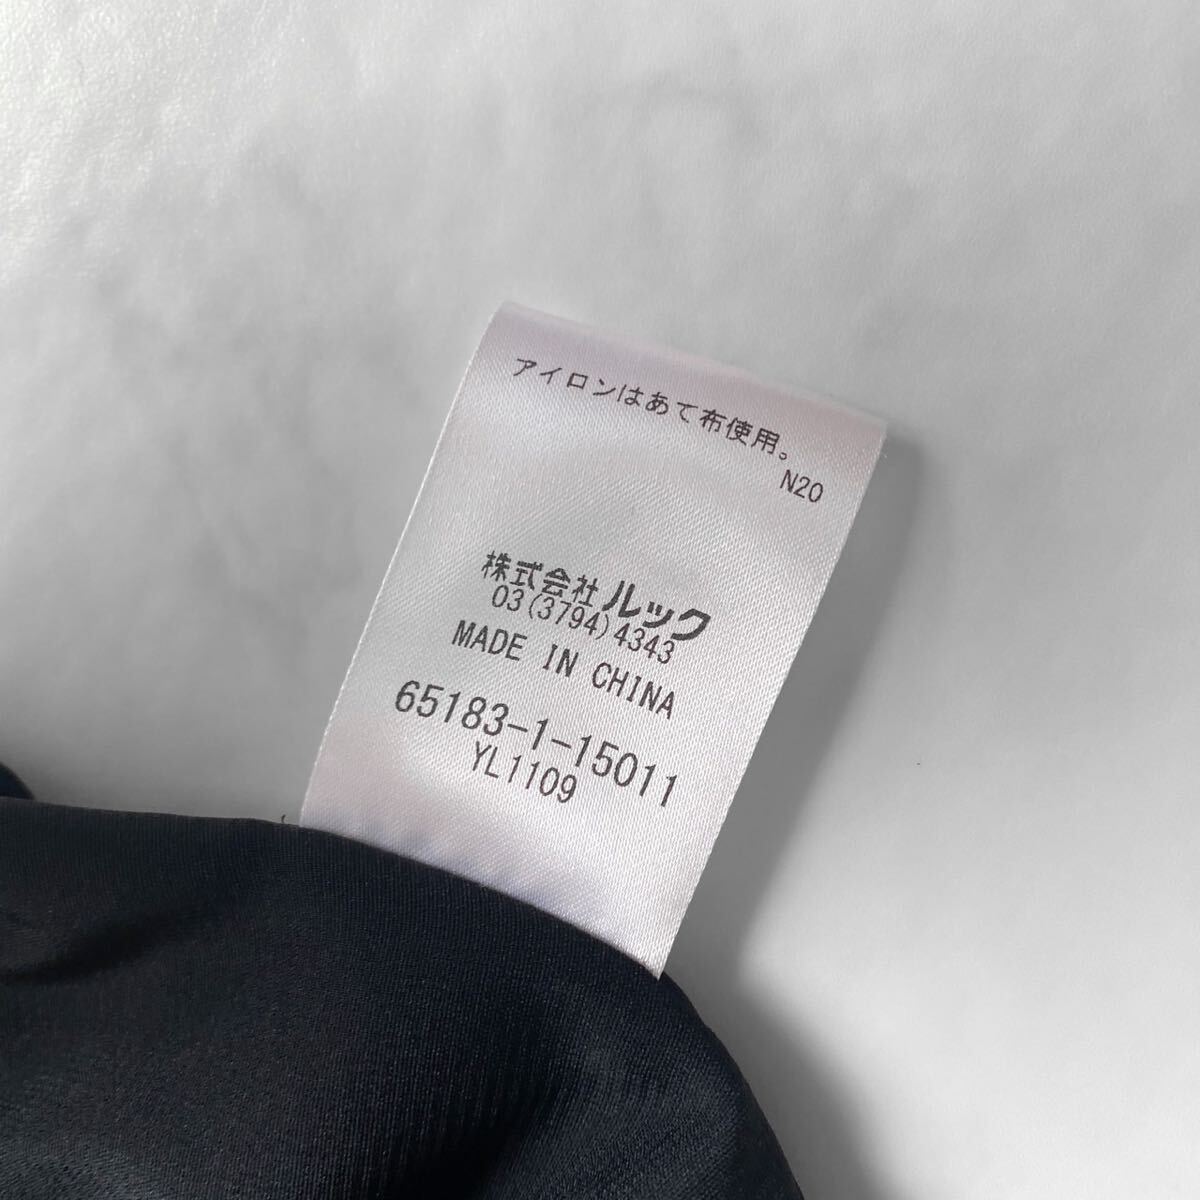 アイロンはあて布使用。
N20
株式会社ルック
03(3794)4343
MADE IN CHINA
65183-1-15011
YL1109